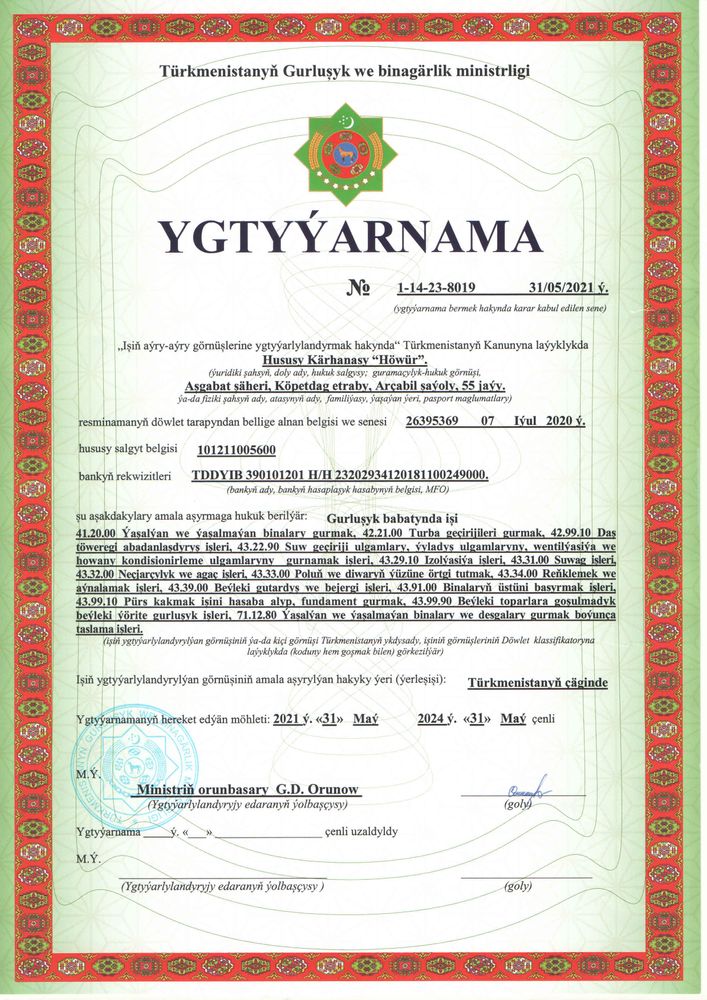 Türkmenistanyň Gurluşyk we binagärlik ministrligi
YGTYÝARNAMA
№ 1-14-23-8019 31/05/2021 ý.
(ygtyýarnama bermek hakynda karar kabul edilen sene)
„Işiň aýry-aýry görnüşlerine ygtyýarlylandyrmak hakynda“ Türkmenistanyň Kanunyna laýyklykda
Hususy Kärhanasy “Höwür”.
(ýuridiki şahsyň, doly ady, hukuk salgysy; guramaçylyk-hukuk görnüşi,
Aşgabat şäheri, Köpetdag etraby, Arçabil şaýoly, 55 jaýy.
ýa-da fiziki şahsyň ady, atasynyň ady, familiýasy, ýaşaýan ýeri, pasport maglumatlary)
resminamanyň döwlet tarapyndan bellige alnan belgisi we senesi 26395369 07 Iýul 2020 ý.
hususy salgyt belgisi 101211005600
bankyň rekwizitleri TDDYIB 390101201 H/H 23202934120181100249000.
(bankyň ady, bankyň hasaplaşyk hasabynyň belgisi, MFO)
şu aşakdakylary amala aşyrmaga hukuk berilýär: Gurluşyk babatynda işi
41.20.00 Ýaşalýan we ýaşalmaýan binalary gurmak, 42.21.00 Turba geçirijileri gurmak, 42.99.10 Daş
töweregi abadanlaşdyryş işleri, 43.22.90 Suw geçiriji ulgamlary, ýyladyş ulgamlaryny, wentilýasiýa we
howany kondisionirleme ulgamlaryny gurnamak işleri, 43.29.10 Izolýasiýa işleri, 43.31.00 Suwag işleri,
43.32.00 Neçjarçylyk we agaç işleri, 43.33.00 Poluň we diwaryň ýüzüne örtgi tutmak, 43.34.00 Reňklemek we
aýnalamak işleri, 43.39.00 Beýleki gutardyş we bejergi işleri, 43.91.00 Binalaryň üstüni basyrmak işleri,
43.99.10 Pürs kakmak işini hasaba alyp, fundament gurmak, 43.99.90 Beýleki toparlara goşulmadyk
beýleki ýörite gurluşyk işleri, 71.12.80 Ýaşalýan we ýaşalmaýan binalary we desgalary gurmak boýunça
taslama işleri.
(işiň ygtyýarlylandyrylýan görnüşiniň ýa-da kiçi görnüşi Türkmenistanyň ykdysady, işiniň görnüşleriniň Döwlet klassifikatoryna
laýyklykda (koduny hem goşmak bilen) görkezilýär)
Işiň ygtyýarlylandyrylýan görnüşiniň amala aşyrylýan hakyky ýeri (ýerleşişi): Türkmenistanyň çäginde
Ygtyýarnamanyň hereket edýän möhleti: 2021 ý. «31» Maý 2024 ý. «31» Maý çenli
M.Ý.
Ministriň orunbasary G.D. Orunow
(Ygtyýarlylandyryjy edaranyň ýolbaşçysy) (goly)
Ygtyýarnama ____ý. «___» __________________ çenli uzaldyldy
M.Ý.
(Ygtyýarlylandyryjy edaranyň ýolbaşçysy ) (goly)